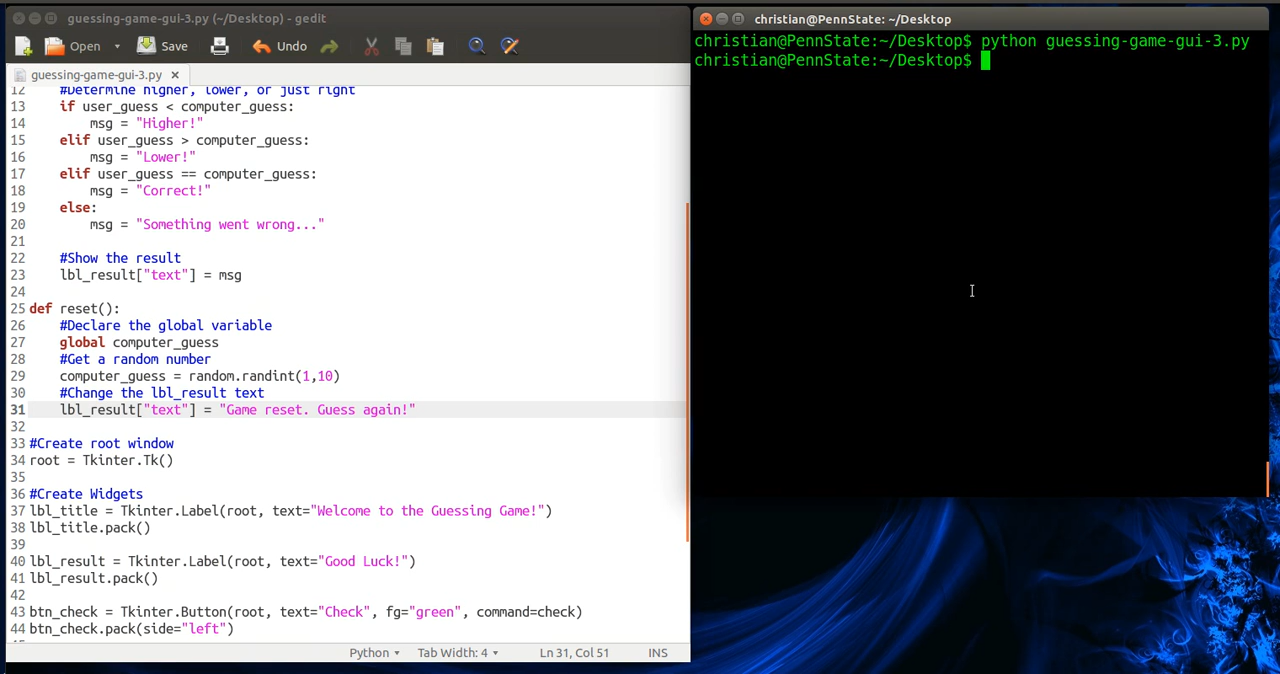 guessing-game-gui-3.py (~/Desktop) - gedit
Open Save Undo
guessing-game-gui-3.py ×
12 #Determine higher, lower, or just right
13 if user_guess < computer_guess:
14 msg = "Higher!"
15 elif user_guess > computer_guess:
16 msg = "Lower!"
17 elif user_guess == computer_guess:
18 msg = "Correct!"
19 else:
20 msg = "Something went wrong..."
21
22 #Show the result
23 lbl_result["text"] = msg
24
25 def reset():
26 #Declare the global variable
27 global computer_guess
28 #Get a random number
29 computer_guess = random.randint(1,10)
30 #Change the lbl_result text
31 lbl_result["text"] = "Game reset. Guess again!"
32
33 #Create root window
34 root = Tkinter.Tk()
35
36 #Create Widgets
37 lbl_title = Tkinter.Label(root, text="Welcome to the Guessing Game!")
38 lbl_title.pack()
39
40 lbl_result = Tkinter.Label(root, text="Good Luck!")
41 lbl_result.pack()
42
43 btn_check = Tkinter.Button(root, text="Check", fg="green", command=check)
44 btn_check.pack(side="left")
Python Tab Width: 4 Ln 31, Col 51 INS
christian@PennState: ~/Desktop
christian@PennState:~/Desktop$ python guessing-game-gui-3.py
christian@PennState:~/Desktop$